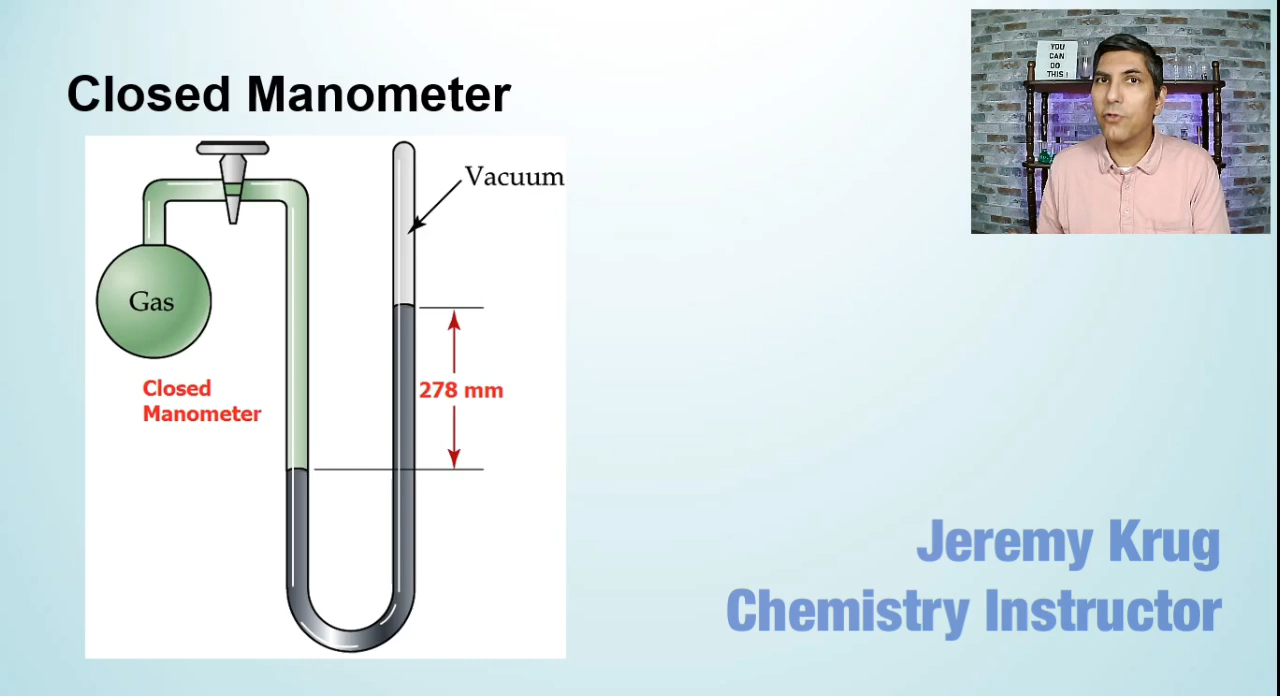 Closed Manometer
YOU
CAN
DO
THIS !
Vacuum
Gas
Closed
Manometer
278 mm
Jeremy Krug
Chemistry Instructor